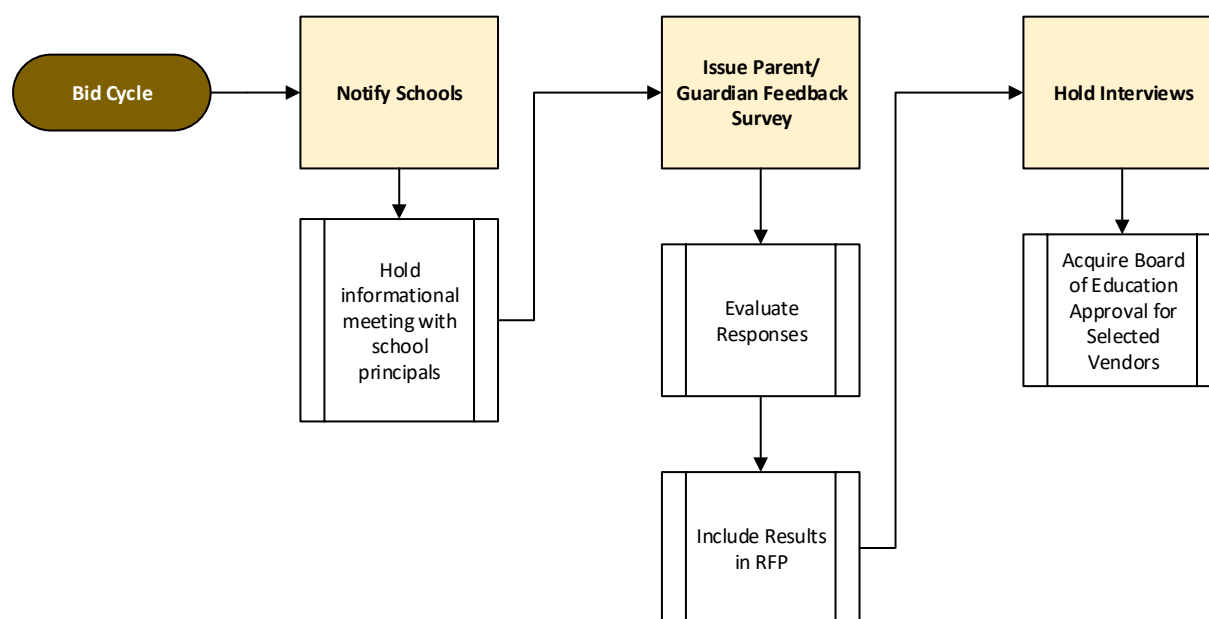 Bid Cycle
Notify Schools
Hold
informational
meeting with
school
principals
Issue Parent/
Guardian Feedback
Survey
Evaluate
Responses
Include Results
in RFP
Hold Interviews
Acquire Board
of Education
Approval for
Selected
Vendors